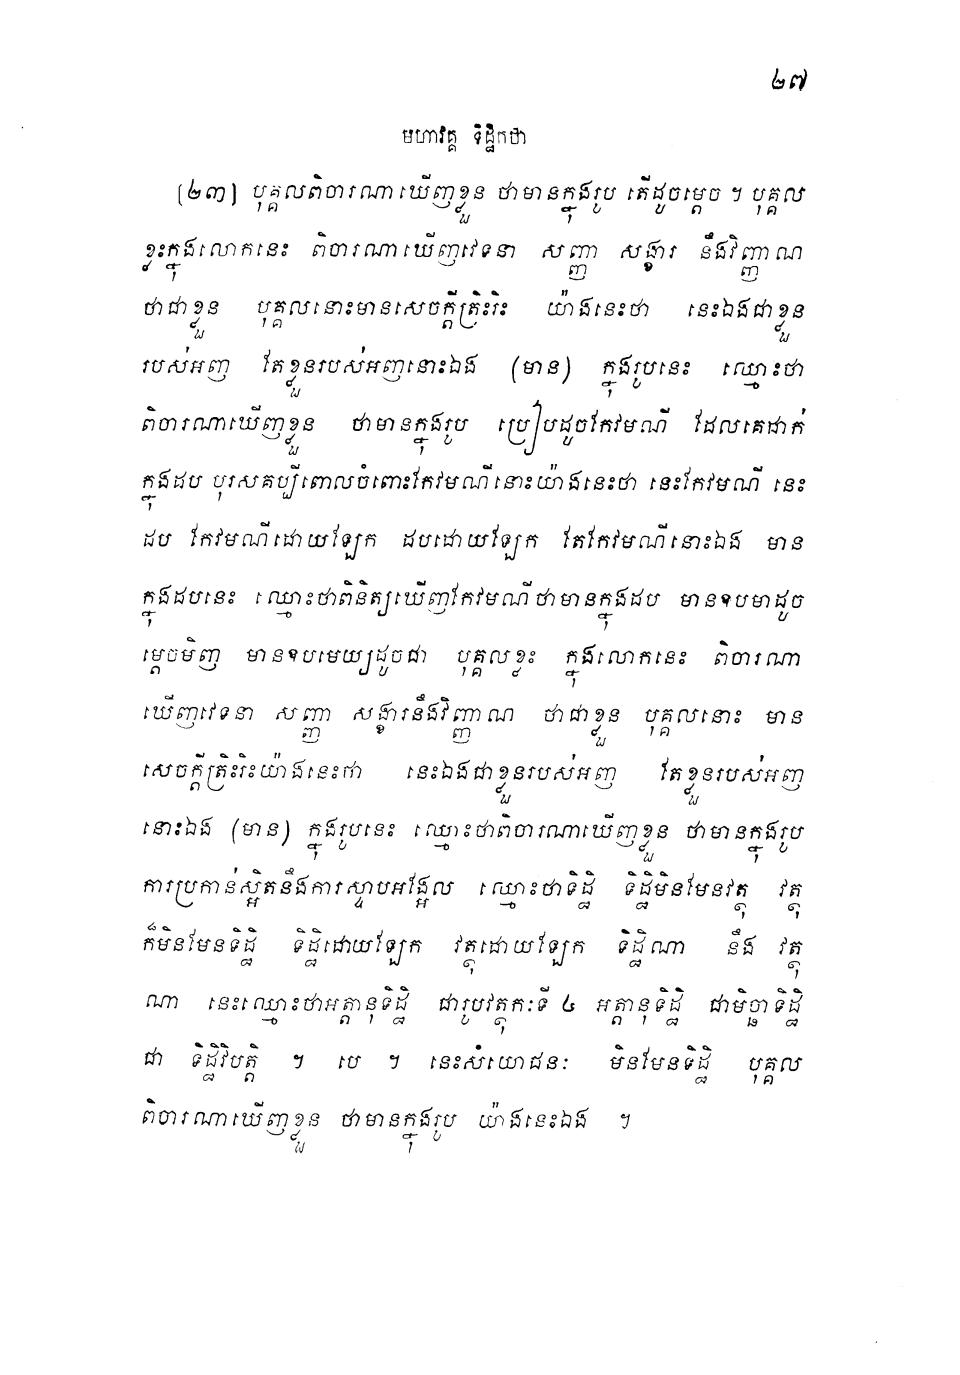 ២៧
មហាវគ្គ ទិដ្ឋិកថា
(២៣) បុគ្គលពិចារណាឃើញខ្លួន ថាមានក្នុងរូប តើដូចម្តេច ។ បុគ្គល
ខ្លះក្នុងលោកនេះ ពិចារណាឃើញវេទនា សញ្ញា សង្ខារ នឹងវិញ្ញាណ
ថាជាខ្លួន បុគ្គលនោះមានសេចក្តីត្រិះរិះ យ៉ាងនេះថា នេះឯងជាខ្លួន
របស់អញ តែខ្លួនរបស់អញនោះឯង (មាន) ក្នុងរូបនេះ ឈ្មោះថា
ពិចារណាឃើញខ្លួន ថាមានក្នុងរូប ប្រៀបដូចកែវមណី ដែលគេដាក់
ក្នុងដប បុរសគប្បីពោលចំពោះកែវមណីនោះយ៉ាងនេះថា នេះកែវមណី នេះ
ដប កែវមណីដោយឡែក ដបដោយឡែក តែកែវមណីនោះឯង មាន
ក្នុងដបនេះ ឈ្មោះថាពិនិត្យឃើញកែវមណីថាមានក្នុងដប មានឧបមាដូច
ម្តេចមិញ មានឧបមេយ្យដូចជា បុគ្គលខ្លះ ក្នុងលោកនេះ ពិចារណា
ឃើញវេទនា សញ្ញា សង្ខារនឹងវិញ្ញាណ ថាជាខ្លួន បុគ្គលនោះ មាន
សេចក្តីត្រិះរិះយ៉ាងនេះថា នេះឯងជាខ្លួនរបស់អញ តែខ្លួនរបស់អញ
នោះឯង (មាន) ក្នុងរូបនេះ ឈ្មោះថាពិចារណាឃើញខ្លួន ថាមានក្នុងរូប
ការប្រកាន់ស្អិតនឹងការស្ទាបអង្អែល ឈ្មោះថាទិដ្ឋិ ទិដ្ឋិមិនមែនវត្ថុ វត្ថុ
ក៏មិនមែនទិដ្ឋិ ទិដ្ឋិដោយឡែក វត្ថុដោយឡែក ទិដ្ឋិណា នឹង វត្ថុ
ណា នេះឈ្មោះថាអត្តានុទិដ្ឋិ ជារូបវត្ថុកៈទី ៤ អត្តានុទិដ្ឋិ ជាមិច្ឆាទិដ្ឋិ
ជា ទិដ្ឋិវិបត្តិ ។ បេ ។ នេះសំយោជនៈ មិនមែនទិដ្ឋិ បុគ្គល
ពិចារណាឃើញខ្លួន ថាមានក្នុងរូប យ៉ាងនេះឯង ។